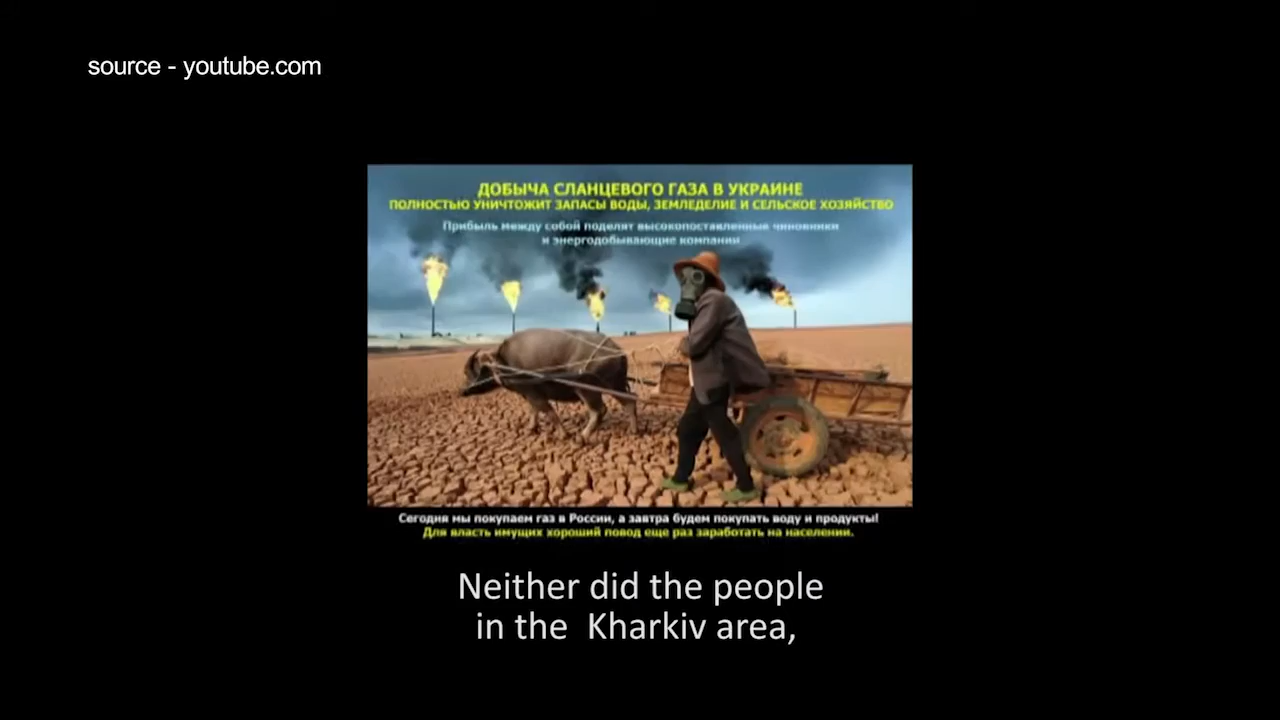 source - youtube.com
ДОБЫЧА СЛАНЦЕВОГО ГАЗА В УКРАИНЕ
ПОЛНОСТЬЮ УНИЧТОЖИТ ЗАПАСЫ ВОДЫ, ЗЕМЛЕДЕЛИЕ И СЕЛЬСКОЕ ХОЗЯЙСТВО
Прибыль между собой поделят высокопоставленные чиновники
и энергодобывающие компании
Сегодня мы покупаем газ в России, а завтра будем покупать воду и продукты!
Для власть имущих хороший повод еще раз заработать на населении.
Neither did the people
in the Kharkiv area,